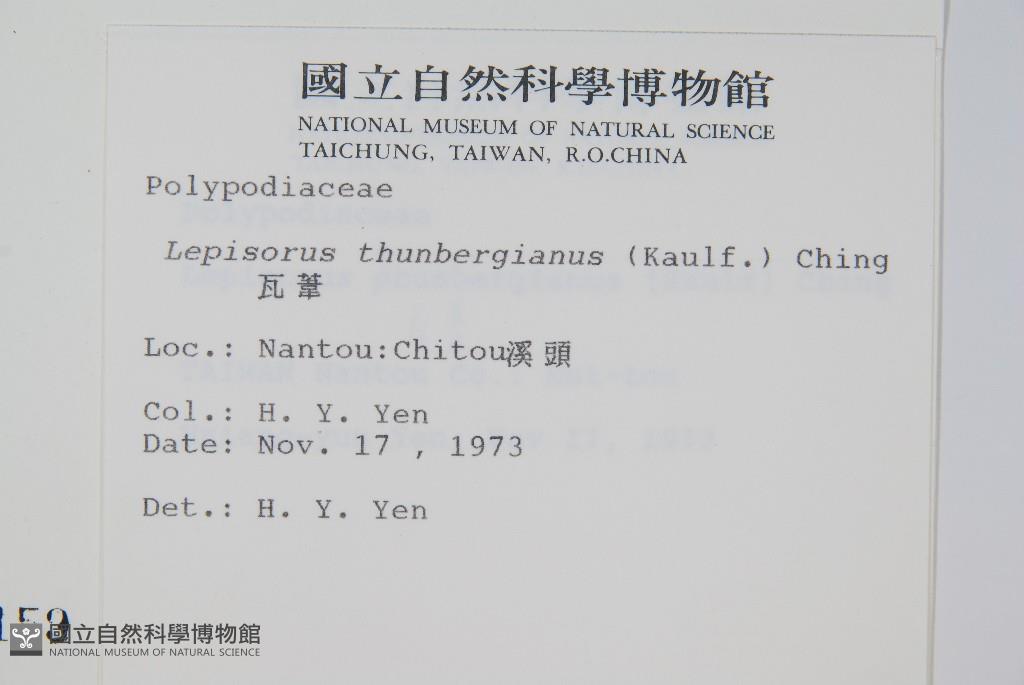 國立自然科學博物館
NATIONAL MUSEUM OF NATURAL SCIENCE
TAICHUNG, TAIWAN, R.O.CHINA
Polypodiaceae
Lepisorus thunbergianus (Kaulf.) Ching
瓦葦
Loc.: Nantou:Chitou溪頭
Col.: H. Y. Yen
Date: Nov. 17 , 1973
Det.: H. Y. Yen
國立自然科學博物館
NATIONAL MUSEUM OF NATURAL SCIENCE